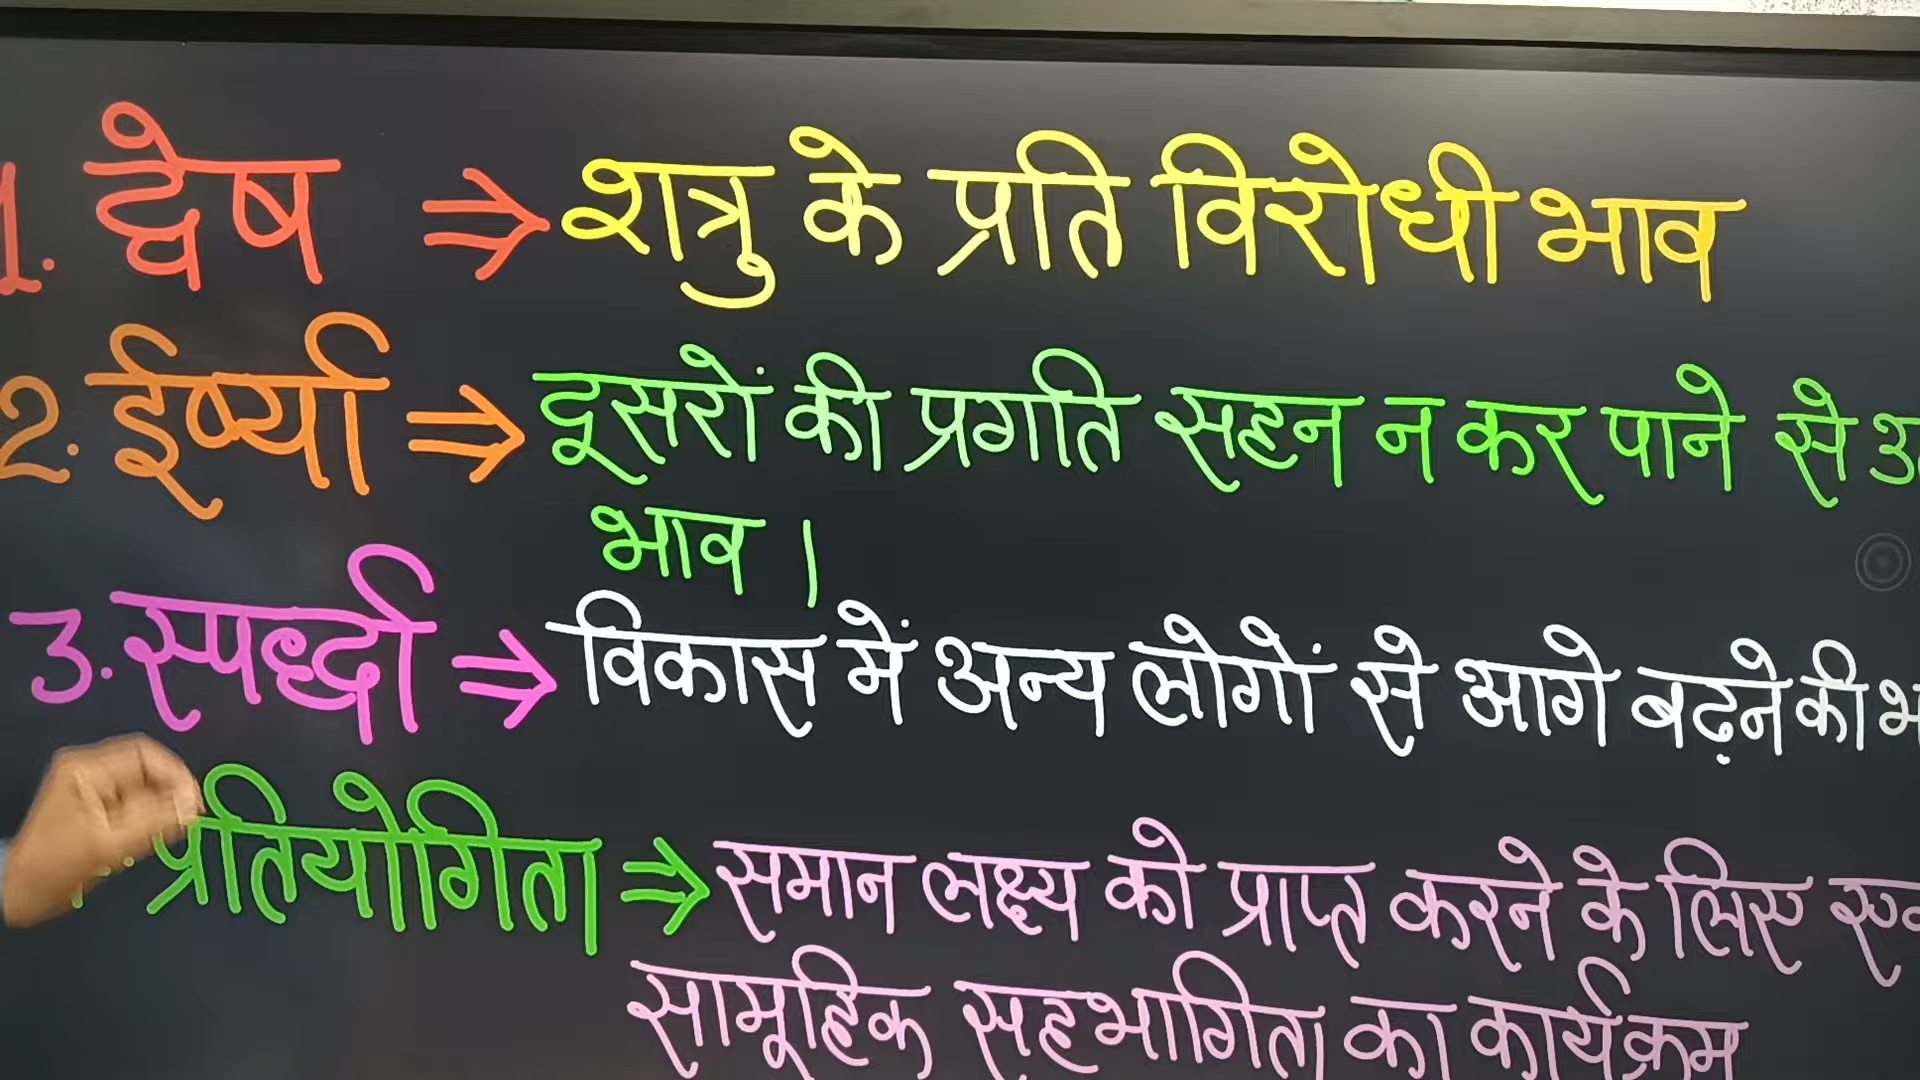 1. द्वेष ⇒ शत्रु के प्रति विरोधी भाव
2. ईर्ष्या ⇒ दूसरों की प्रगति सहन न कर पाने से
भाव ।
3. स्पर्द्धा ⇒ विकास में अन्य लोगों से आगे बढ़ने की
प्रतियोगिता ⇒ समान लक्ष्य को प्राप्त करने के लिए
सामूहिक सहभागिता का कार्यक्रम